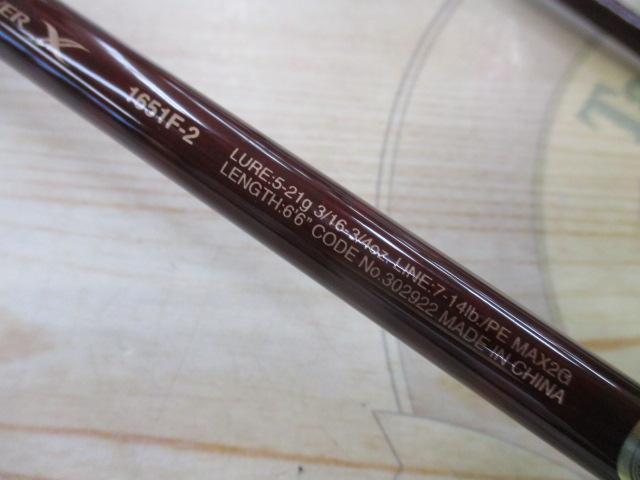 X
1651F-2
LURE:5-21g 3/16-3/4oz. LINE:7-14lb./PE MAX2G
LENGTH:6'6" CODE No.302922 MADE IN CHINA